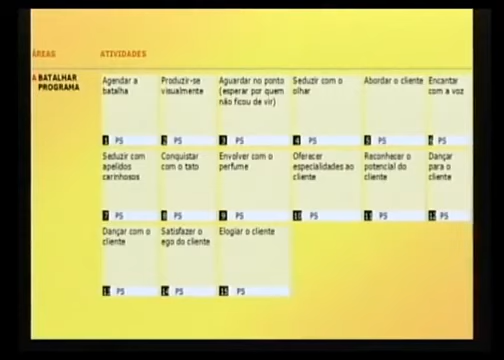 ÁREAS
ATIVIDADES
A BATALHAR
PROGRAMA
Agendar a
batalha
1 PS
Produzir-se
visualmente
2 PS
Aguardar no ponto
(esperar por quem
não ficou de vir)
3 PS
Seduzir com o
olhar
4 PS
Abordar o cliente
5 PS
Encantar
com a voz
6 PS
Seduzir com
apelidos
carinhosos
7 PS
Conquistar
com o tato
8 PS
Envolver com o
perfume
9 PS
Oferecer
especialidades ao
cliente
10 PS
Reconhecer o
potencial do
cliente
11 PS
Dançar
para o
cliente
12 PS
Dançar com o
cliente
13 PS
Satisfazer o
ego do cliente
14 PS
Elogiar o cliente
15 PS